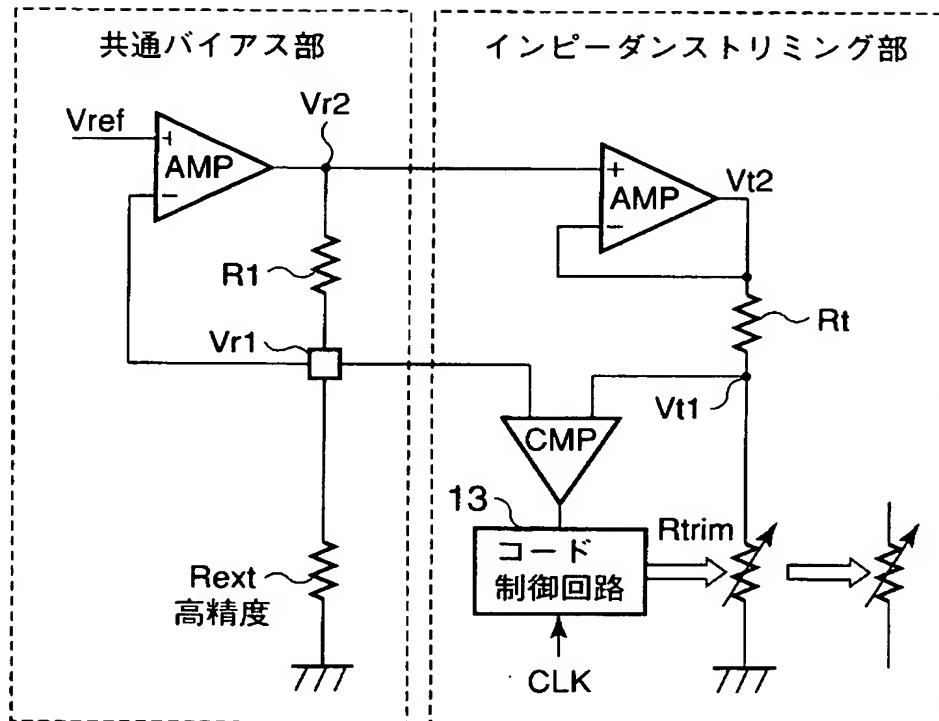 共通バイアス部
Vref
+
AMP
−
Vr2
R1
Vr1
Rext
高精度
インピーダンストリミング部
+
AMP
−
Vt2
Rt
Vt1
CMP
13
コード
制御回路
Rtrim
CLK